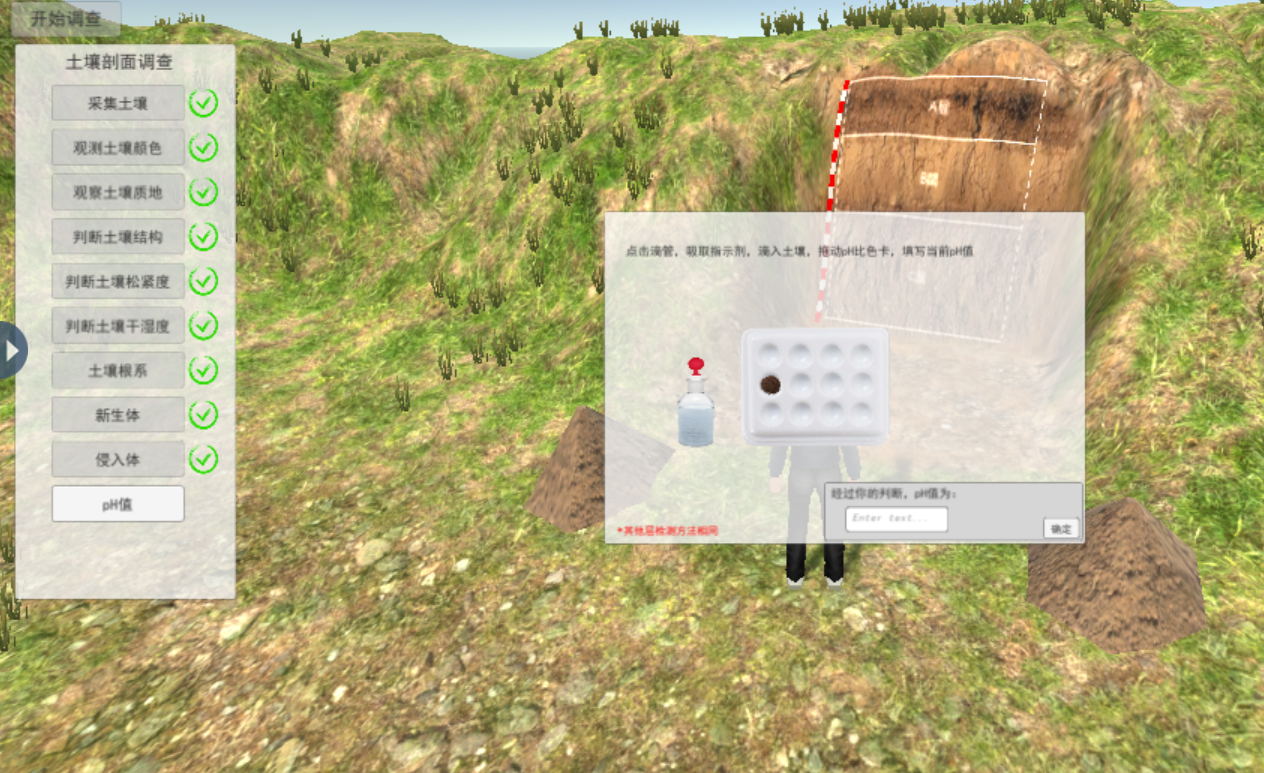 开始调查
土壤剖面调查
采集土壤
观测土壤颜色
观察土壤质地
判断土壤结构
判断土壤松紧度
判断土壤干湿度
土壤根系
新生体
侵入体
pH值
点击滴管，吸取指示剂，滴入土壤，拖动pH比色卡，填写当前pH值
经过你的判断，pH值为：
Enter text...
确定
*其他层检测方法相同